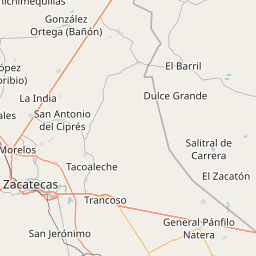 chichimequillas
González
Ortega (Bañón)
El Barril
ópez
oribio)
La India
Dulce Grande
ales
San Antonio
del Ciprés
Salitral de
Carrera
Morelos
Tacoaleche
El Zacatón
Zacatecas
Trancoso
General Pánfilo
Natera
San Jerónimo